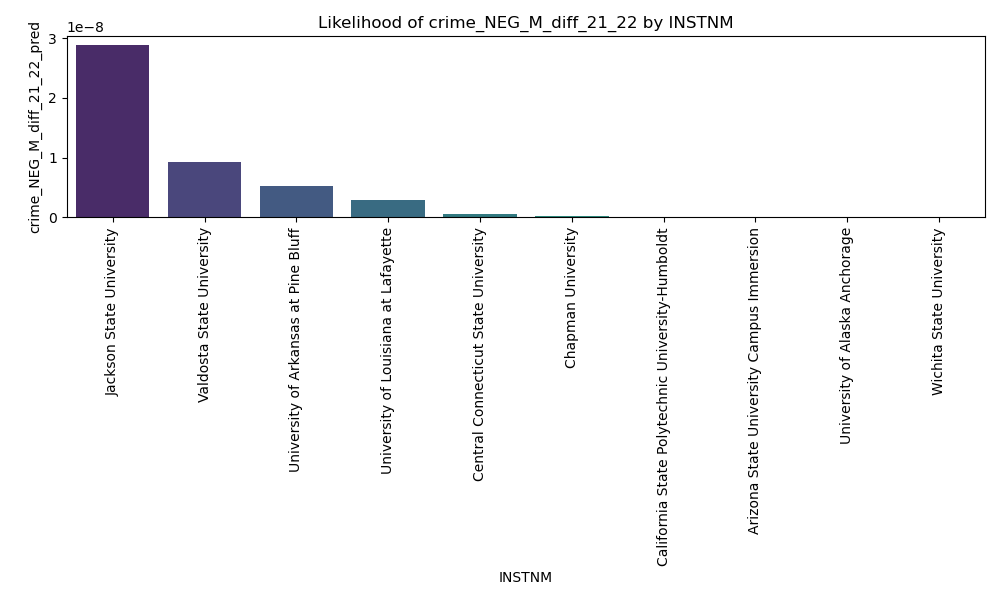 Likelihood of crime_NEG_M_diff_21_22 by INSTNM
1e−8
crime_NEG_M_diff_21_22_pred
3
2
1
0
Jackson State University
Valdosta State University
University of Arkansas at Pine Bluff
University of Louisiana at Lafayette
Central Connecticut State University
Chapman University
California State Polytechnic University-Humboldt
Arizona State University Campus Immersion
University of Alaska Anchorage
Wichita State University
INSTNM